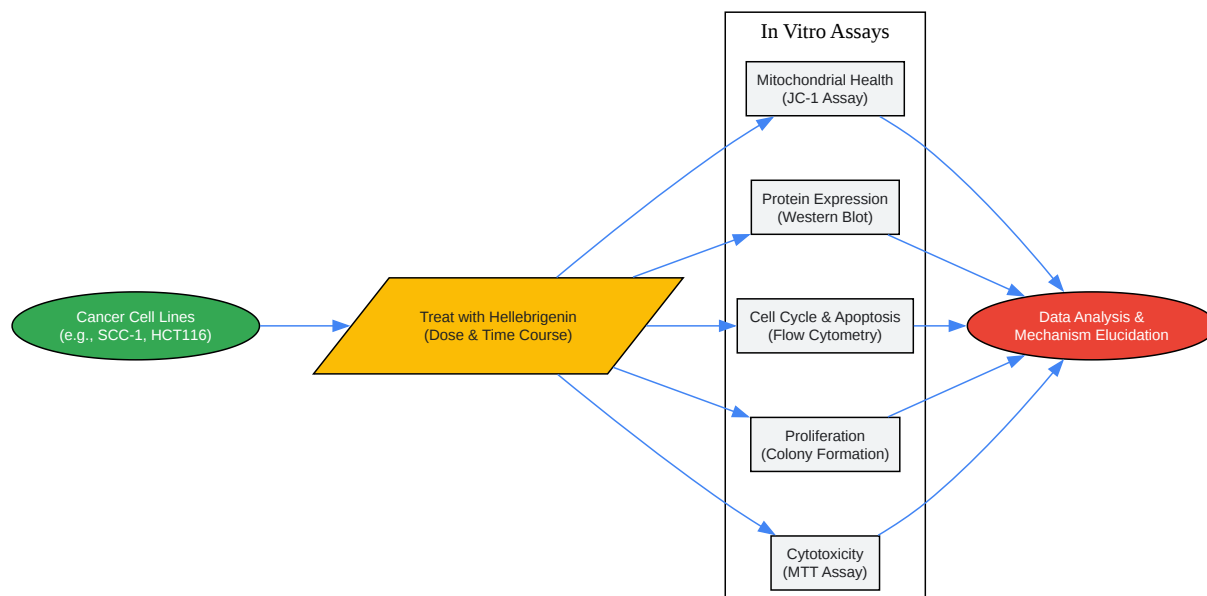 In Vitro Assays
Mitochondrial Health
(JC-1 Assay)
Protein Expression
(Western Blot)
Cancer Cell Lines
(e.g., SCC-1, HCT116)
Treat with Hellebrigenin
(Dose & Time Course)
Cell Cycle & Apoptosis
(Flow Cytometry)
Data Analysis &
Mechanism Elucidation
Proliferation
(Colony Formation)
Cytotoxicity
(MTT Assay)